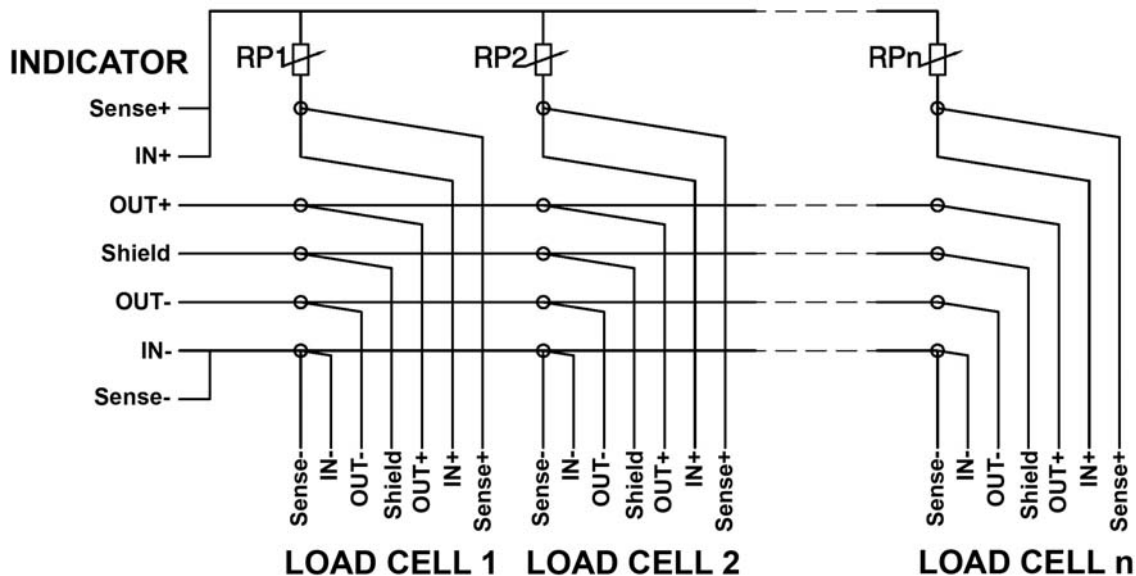 RP1 RP2 RPn
INDICATOR
Sense+
IN+
OUT+
Shield
OUT-
IN-
Sense-
Sense- IN- OUT- Shield OUT+ IN+ Sense+ Sense- IN- OUT- Shield OUT+ IN+ Sense+ Sense- IN- OUT- Shield OUT+ IN+ Sense+
LOAD CELL 1 LOAD CELL 2 LOAD CELL n